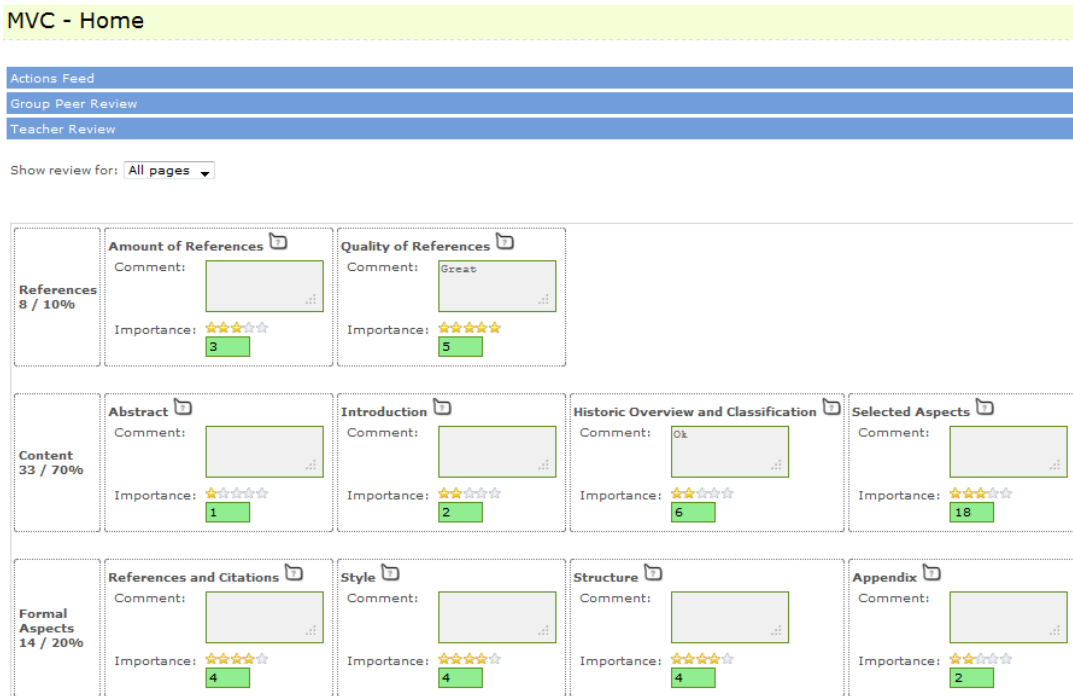 MVC - Home
Actions Feed
Group Peer Review
Teacher Review
Show review for: All pages
References
8 / 10%
Amount of References ?
Comment:
Importance:
3
Quality of References ?
Comment: Great
Importance:
5
Content
33 / 70%
Abstract ?
Comment:
Importance:
1
Introduction ?
Comment:
Importance:
2
Historic Overview and Classification ?
Comment: Ok
Importance:
6
Selected Aspects ?
Comment:
Importance:
18
Formal
Aspects
14 / 20%
References and Citations ?
Comment:
Importance:
4
Style ?
Comment:
Importance:
4
Structure ?
Comment:
Importance:
4
Appendix ?
Comment:
Importance:
2